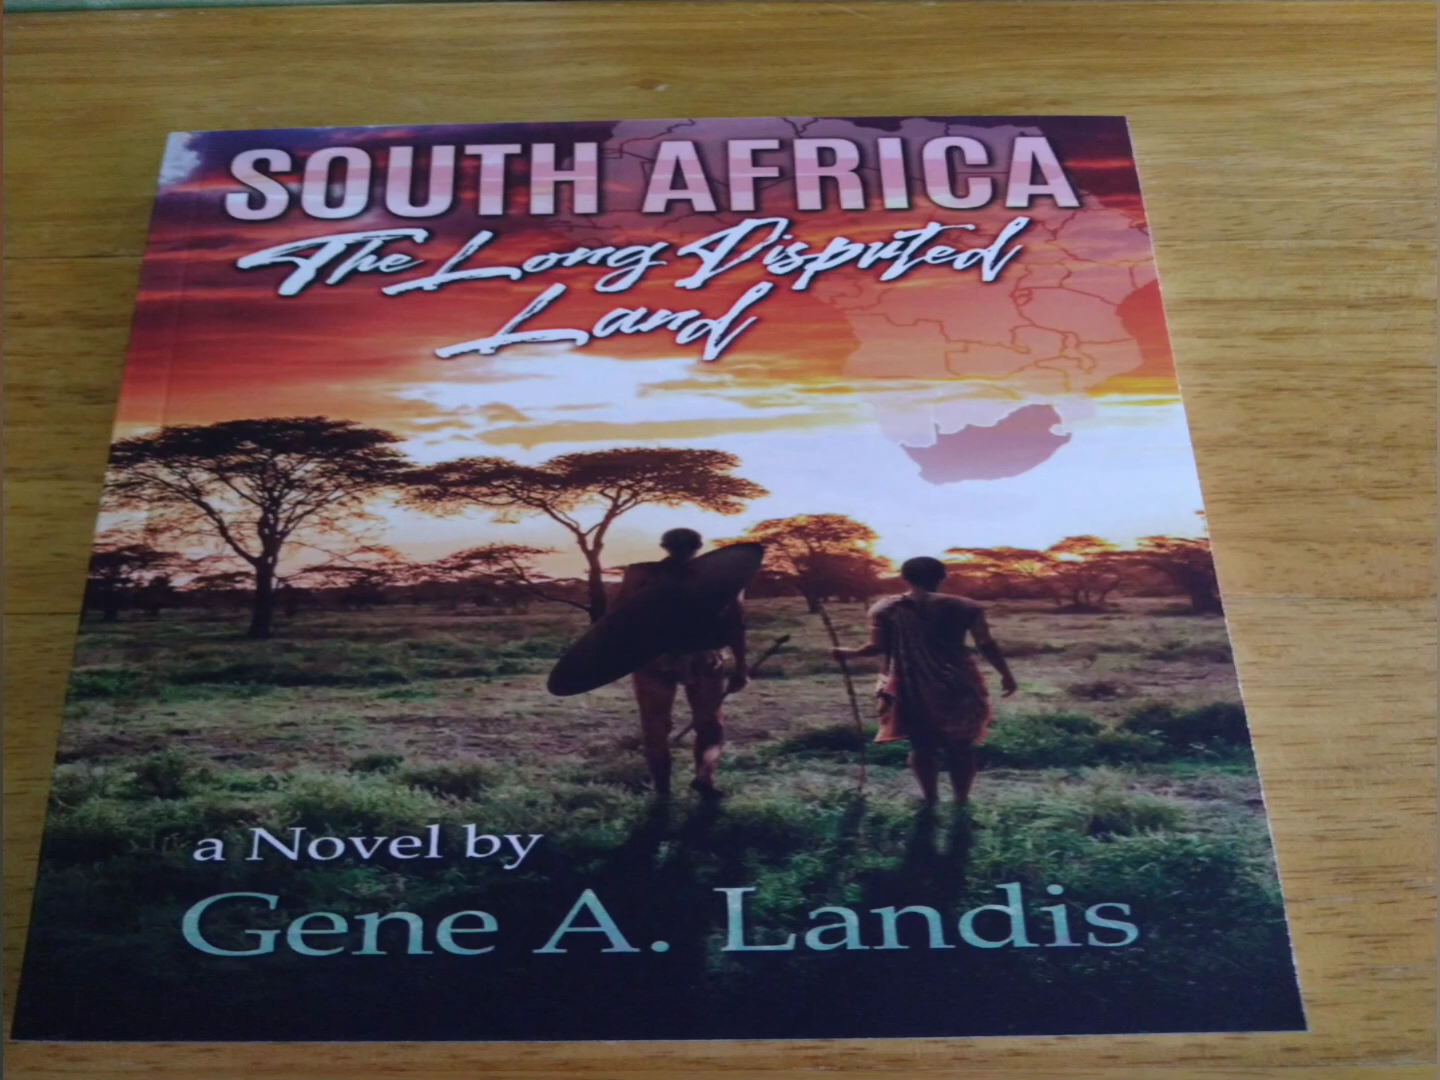 SOUTH AFRICA
The Long Disputed
Land
a Novel by
Gene A. Landis